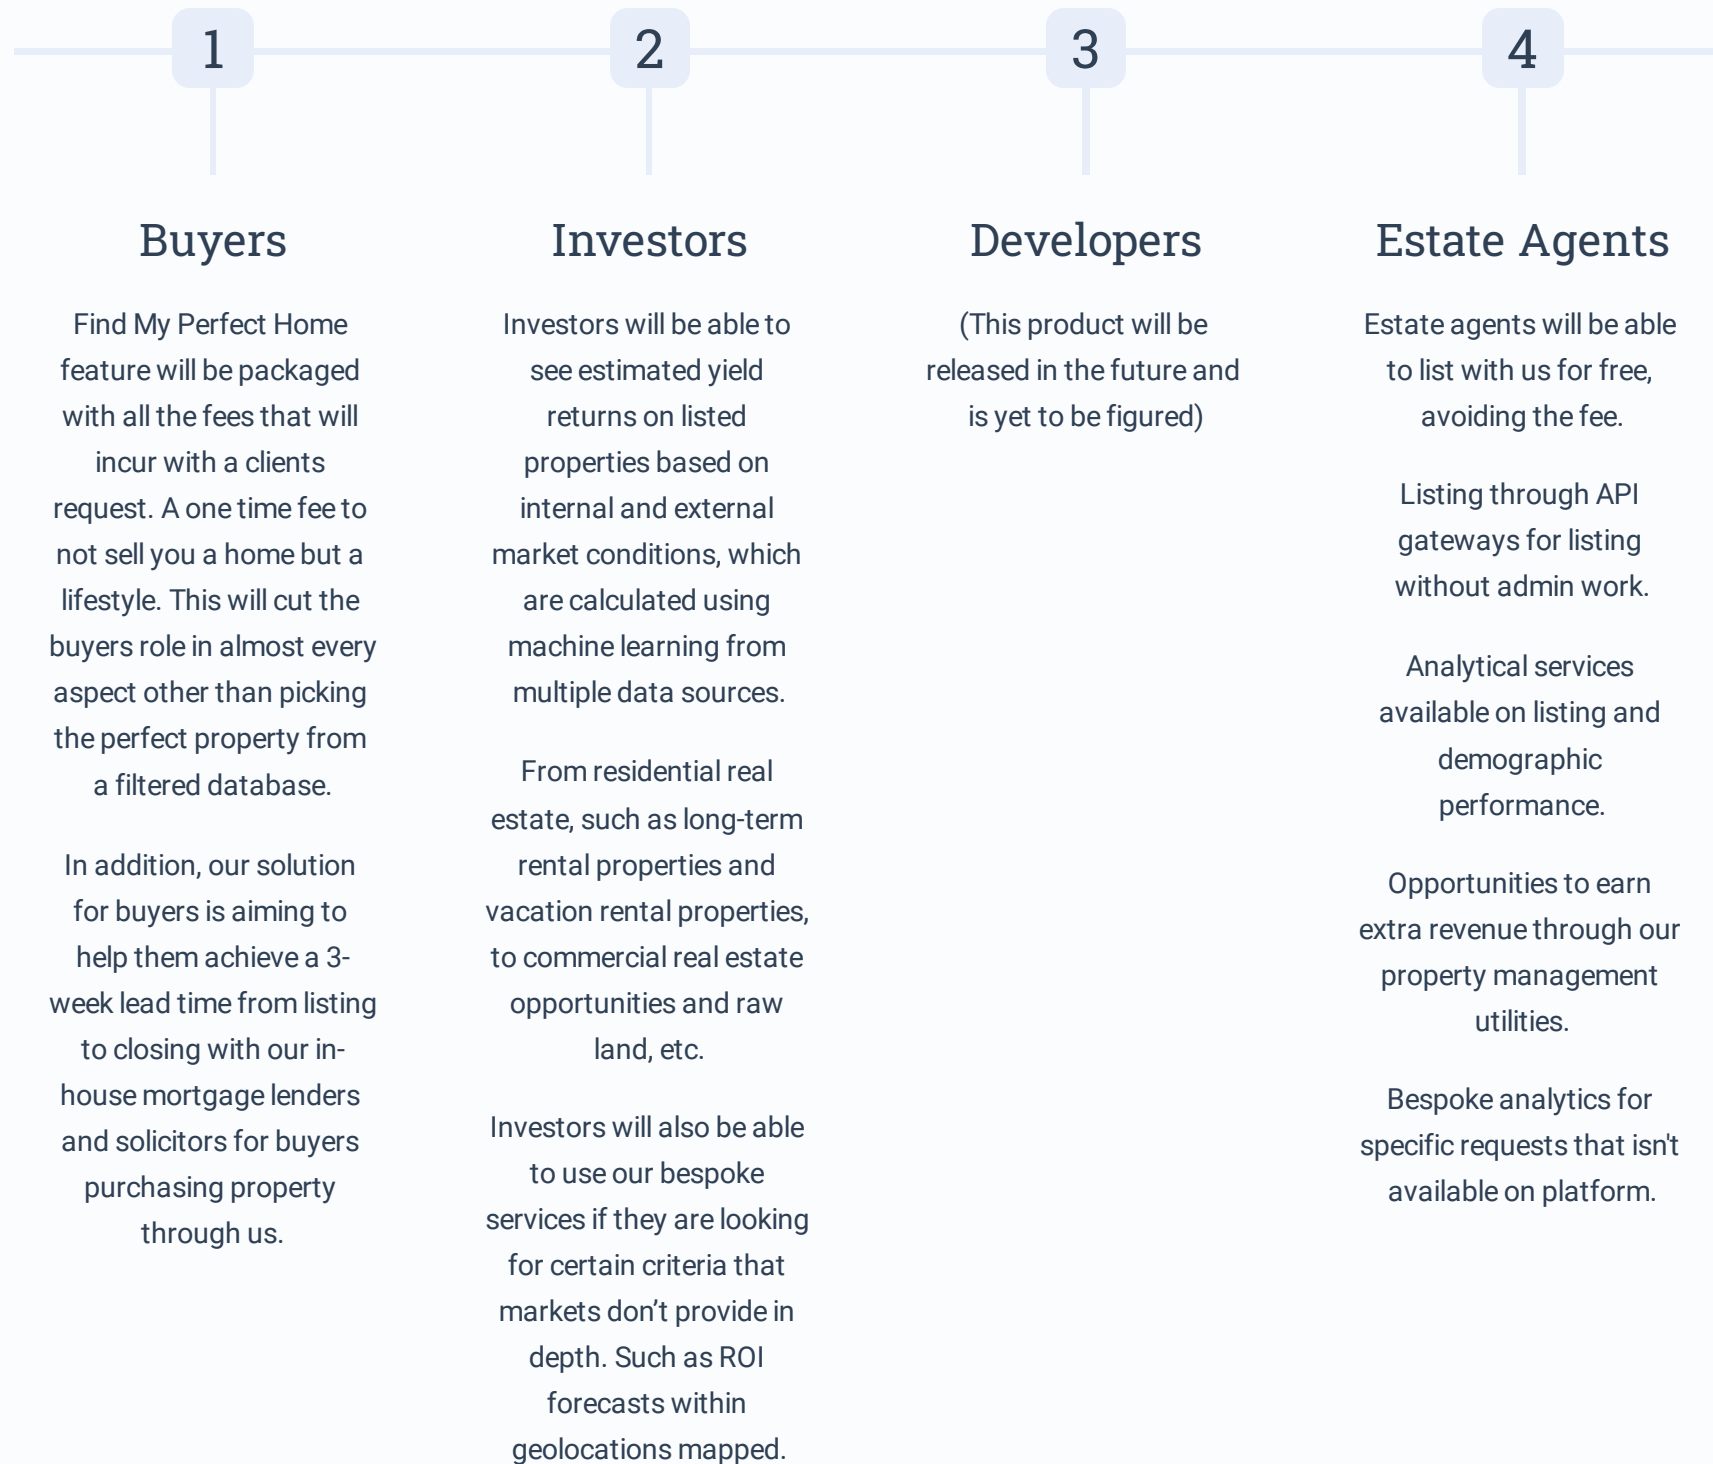 1
Buyers
Find My Perfect Home
feature will be packaged
with all the fees that will
incur with a clients
request. A one time fee to
not sell you a home but a
lifestyle. This will cut the
buyers role in almost every
aspect other than picking
the perfect property from
a filtered database.
In addition, our solution
for buyers is aiming to
help them achieve a 3-
week lead time from listing
to closing with our in-
house mortgage lenders
and solicitors for buyers
purchasing property
through us.
2
Investors
Investors will be able to
see estimated yield
returns on listed
properties based on
internal and external
market conditions, which
are calculated using
machine learning from
multiple data sources.
From residential real
estate, such as long-term
rental properties and
vacation rental properties,
to commercial real estate
opportunities and raw
land, etc.
Investors will also be able
to use our bespoke
services if they are looking
for certain criteria that
markets don’t provide in
depth. Such as ROI
forecasts within
geolocations mapped.
3
Developers
(This product will be
released in the future and
is yet to be figured)
4
Estate Agents
Estate agents will be able
to list with us for free,
avoiding the fee.
Listing through API
gateways for listing
without admin work.
Analytical services
available on listing and
demographic
performance.
Opportunities to earn
extra revenue through our
property management
utilities.
Bespoke analytics for
specific requests that isn't
available on platform.